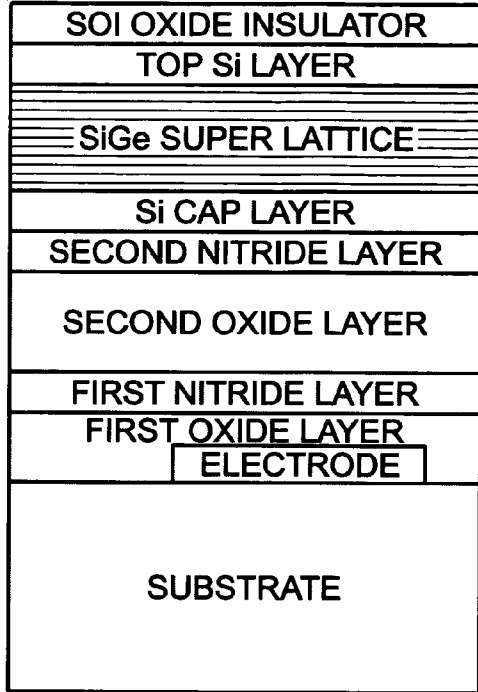 SOI OXIDE INSULATOR
TOP Si LAYER
SiGe SUPER LATTICE
Si CAP LAYER
SECOND NITRIDE LAYER
SECOND OXIDE LAYER
FIRST NITRIDE LAYER
FIRST OXIDE LAYER
ELECTRODE
SUBSTRATE